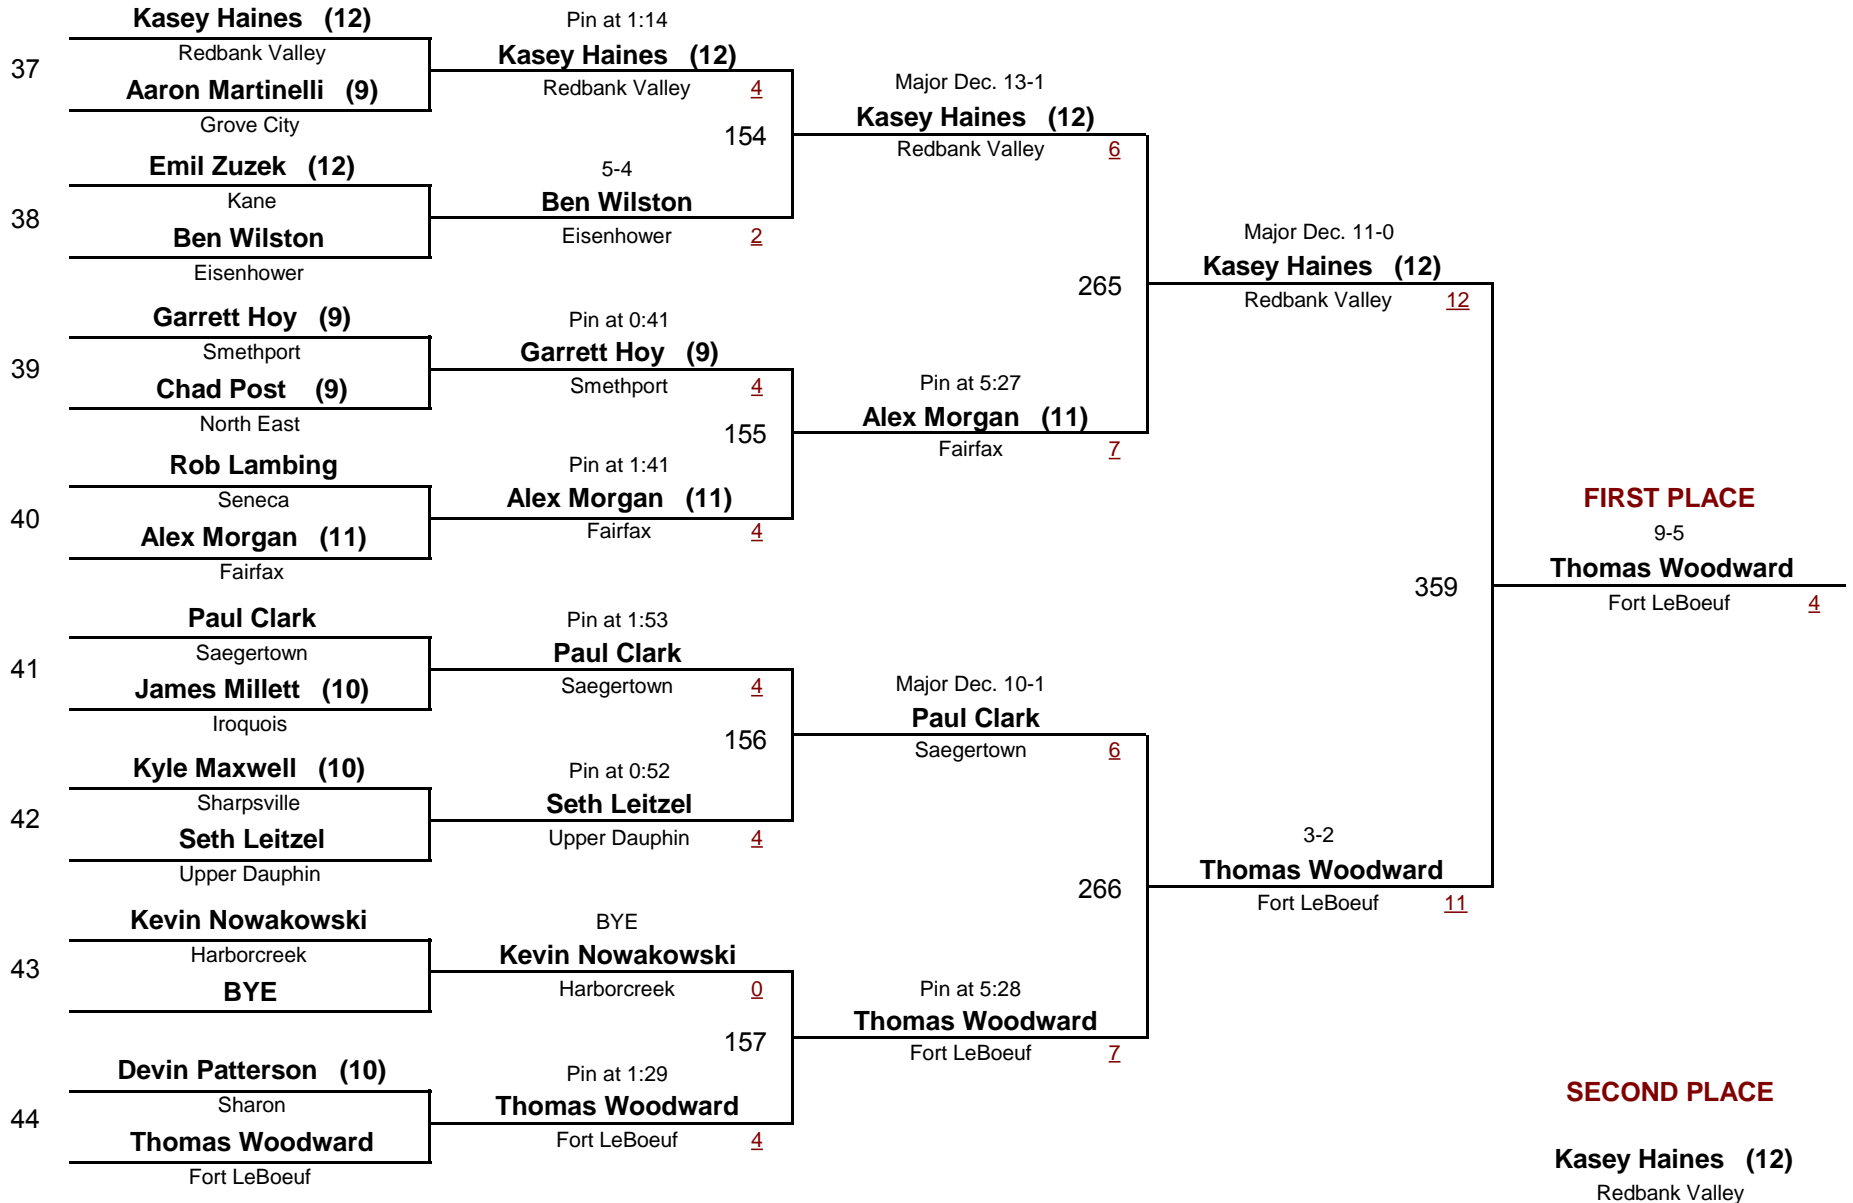 Kasey Haines (12)
Redbank Valley
37
Aaron Martinelli (9)
Grove City
Emil Zuzek (12)
Kane
38
Ben Wilston
Eisenhower
Garrett Hoy (9)
Smethport
39
Chad Post (9)
North East
Rob Lambing
Seneca
40
Alex Morgan (11)
Fairfax
Paul Clark
Saegertown
41
James Millett (10)
Iroquois
Kyle Maxwell (10)
Sharpsville
42
Seth Leitzel
Upper Dauphin
Kevin Nowakowski
Harborcreek
43
BYE
Devin Patterson (10)
Sharon
44
Thomas Woodward
Fort LeBoeuf
Pin at 1:14
Kasey Haines (12)
Redbank Valley 4
154
5-4
Ben Wilston
Eisenhower 2
Pin at 0:41
Garrett Hoy (9)
Smethport 4
155
Pin at 1:41
Alex Morgan (11)
Fairfax 4
Pin at 1:53
Paul Clark
Saegertown 4
156
Pin at 0:52
Seth Leitzel
Upper Dauphin 4
BYE
Kevin Nowakowski
Harborcreek 0
157
Pin at 1:29
Thomas Woodward
Fort LeBoeuf 4
Major Dec. 13-1
Kasey Haines (12)
Redbank Valley 6
265
Pin at 5:27
Alex Morgan (11)
Fairfax 7
Major Dec. 10-1
Paul Clark
Saegertown 6
266
Pin at 5:28
Thomas Woodward
Fort LeBoeuf 7
Major Dec. 11-0
Kasey Haines (12)
Redbank Valley 12
359
3-2
Thomas Woodward
Fort LeBoeuf 11
FIRST PLACE
9-5
Thomas Woodward
Fort LeBoeuf 4
SECOND PLACE
Kasey Haines (12)
Redbank Valley